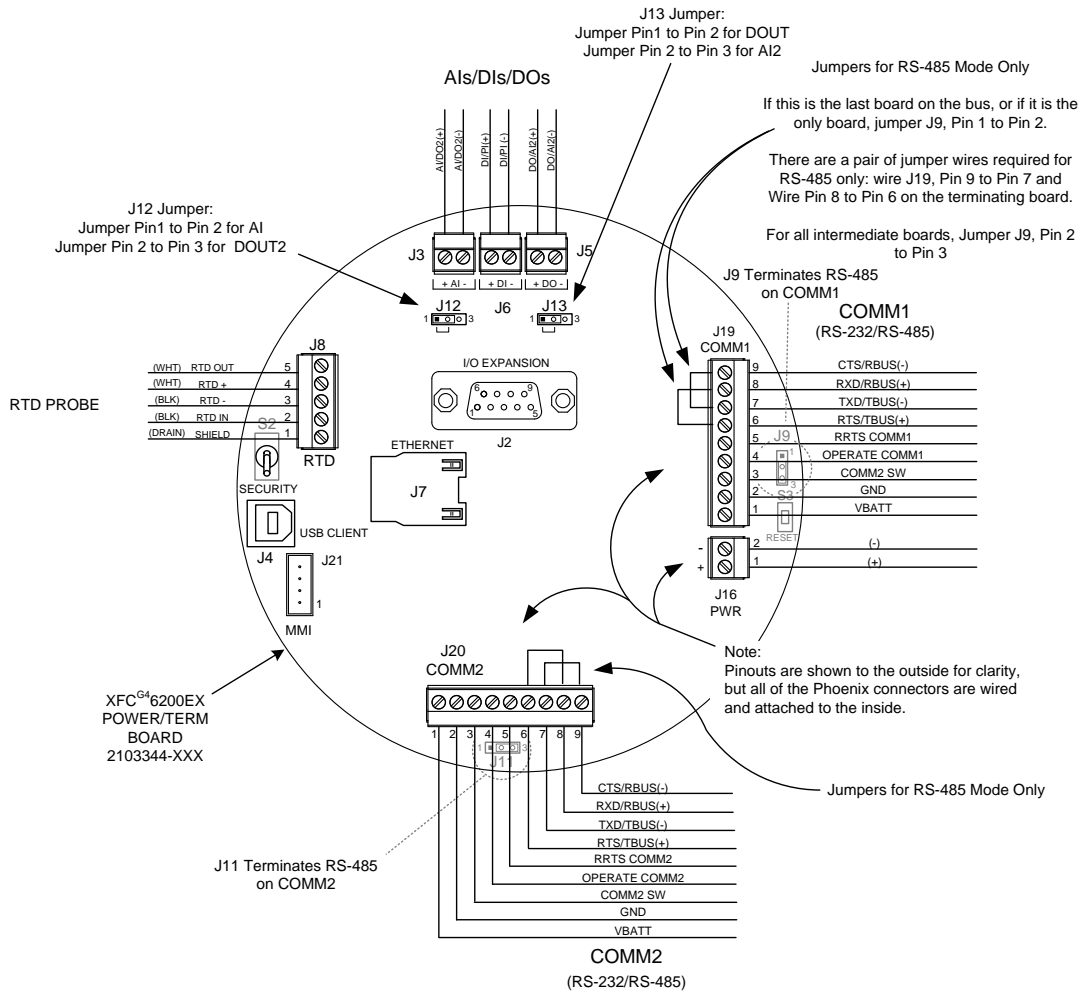 J13 Jumper:
Jumper Pin1 to Pin 2 for DOUT
Jumper Pin 2 to Pin 3 for AI2
Jumpers for RS-485 Mode Only
If this is the last board on the bus, or if it is the
only board, jumper J9, Pin 1 to Pin 2.
There are a pair of jumper wires required for
RS-485 only: wire J19, Pin 9 to Pin 7 and
Wire Pin 8 to Pin 6 on the terminating board.
For all intermediate boards, Jumper J9, Pin 2
to Pin 3
AIs/DIs/DOs
AI/DO2(+)
AI/DO2(-)
DI/PI(+)
DI/PI(-)
DO/AI2(+)
DO/AI2(-)
J12 Jumper:
Jumper Pin1 to Pin 2 for AI
Jumper Pin 2 to Pin 3 for DOUT2
J3
J5
+ AI -
+ DI -
+ DO -
J6
J12
1 3
J13
1 3
J9 Terminates RS-485
on COMM1
COMM1
(RS-232/RS-485)
J19
COMM1
9 CTS/RBUS(-)
8 RXD/RBUS(+)
7 TXD/TBUS(-)
6 RTS/TBUS(+)
5 RRTS COMM1
4 OPERATE COMM1
3 COMM2 SW
2 GND
1 VBATT
J9
1
3
S3
RESET
- 2 (-)
+ 1 (+)
J16
PWR
I/O EXPANSION
6 9
1 5
J2
J8
RTD PROBE
(WHT) RTD OUT 5
(WHT) RTD + 4
(BLK) RTD - 3
(BLK) RTD IN 2
(DRAIN) SHIELD 1
RTD
S2
SECURITY
ETHERNET
J7
USB CLIENT
J4
J21
1
MMI
XFCG46200EX
POWER/TERM
BOARD
2103344-XXX
Note:
Pinouts are shown to the outside for clarity,
but all of the Phoenix connectors are wired
and attached to the inside.
J20
COMM2
1 2 3 4 5 6 7 8 9
1 3
J11
J11 Terminates RS-485
on COMM2
Jumpers for RS-485 Mode Only
CTS/RBUS(-)
RXD/RBUS(+)
TXD/TBUS(-)
RTS/TBUS(+)
RRTS COMM2
OPERATE COMM2
COMM2 SW
GND
VBATT
COMM2
(RS-232/RS-485)